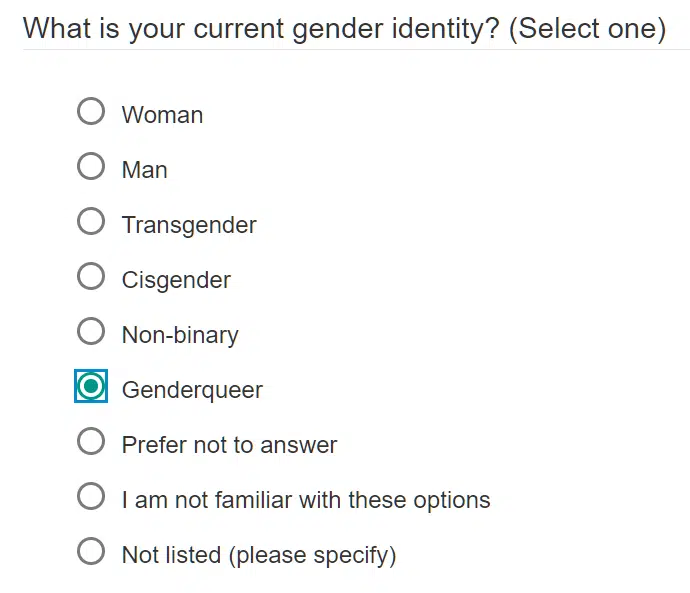 What is your current gender identity? (Select one)
Woman
Man
Transgender
Cisgender
Non-binary
Genderqueer
Prefer not to answer
I am not familiar with these options
Not listed (please specify)